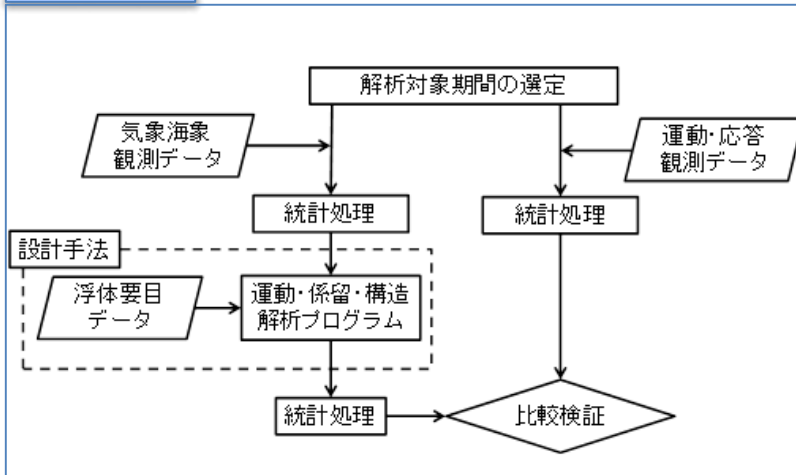 解析対象期間の選定
気象海象
観測データ
運動・応答
観測データ
統計処理
統計処理
設計手法
浮体要目
データ
運動・係留・構造
解析プログラム
統計処理
比較検証